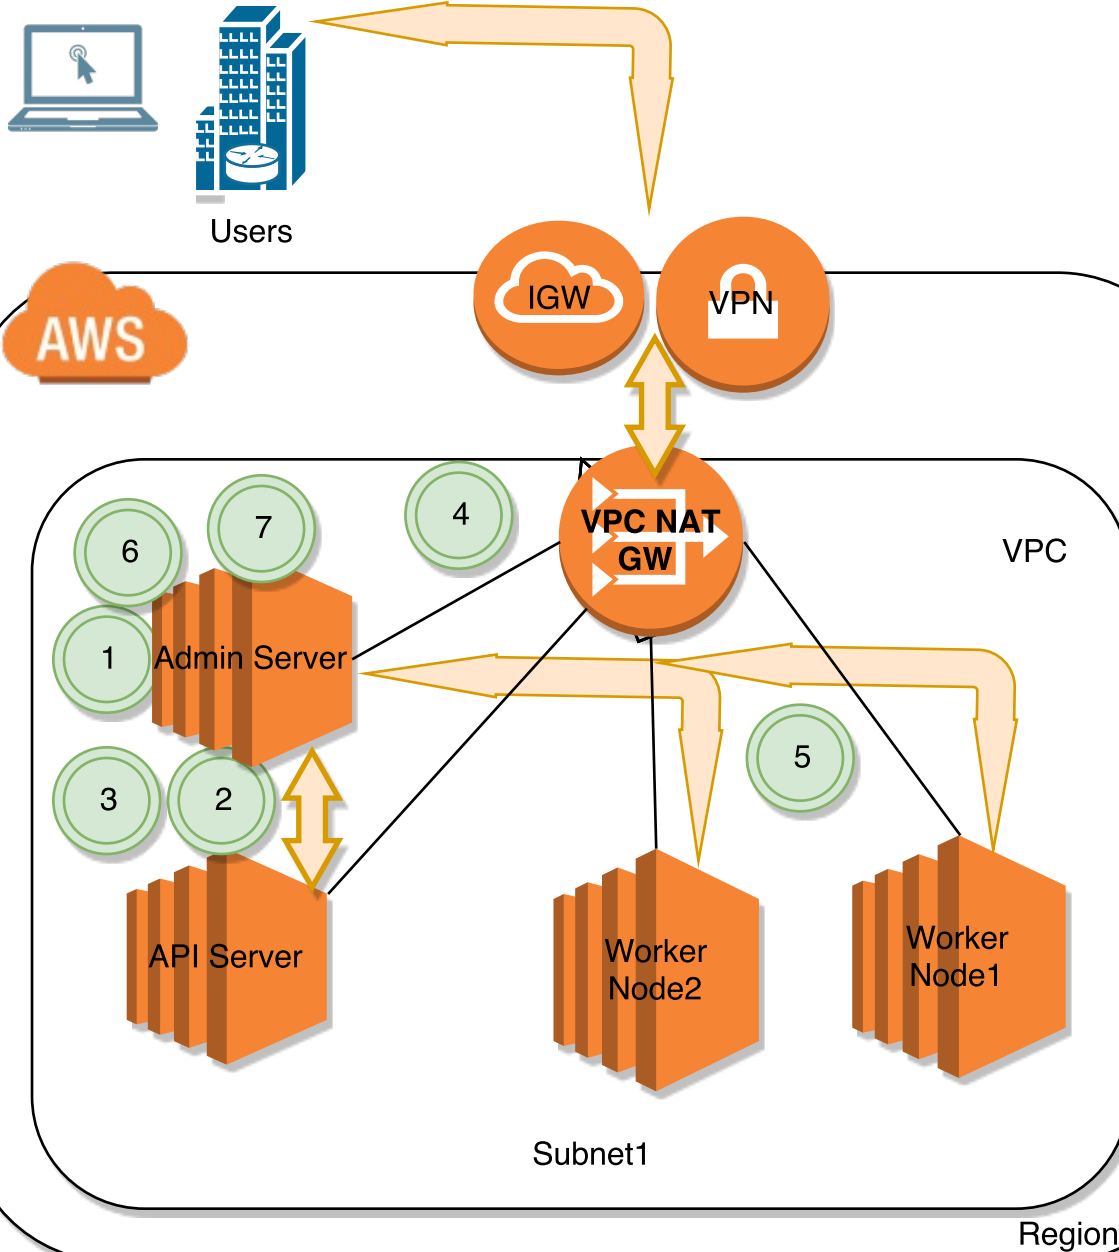 Users
IGW
VPN
AWS
VPC NAT
GW
VPC
4
7
6
1
Admin Server
5
3
2
API Server
Worker
Node2
Worker
Node1
Subnet1
Region